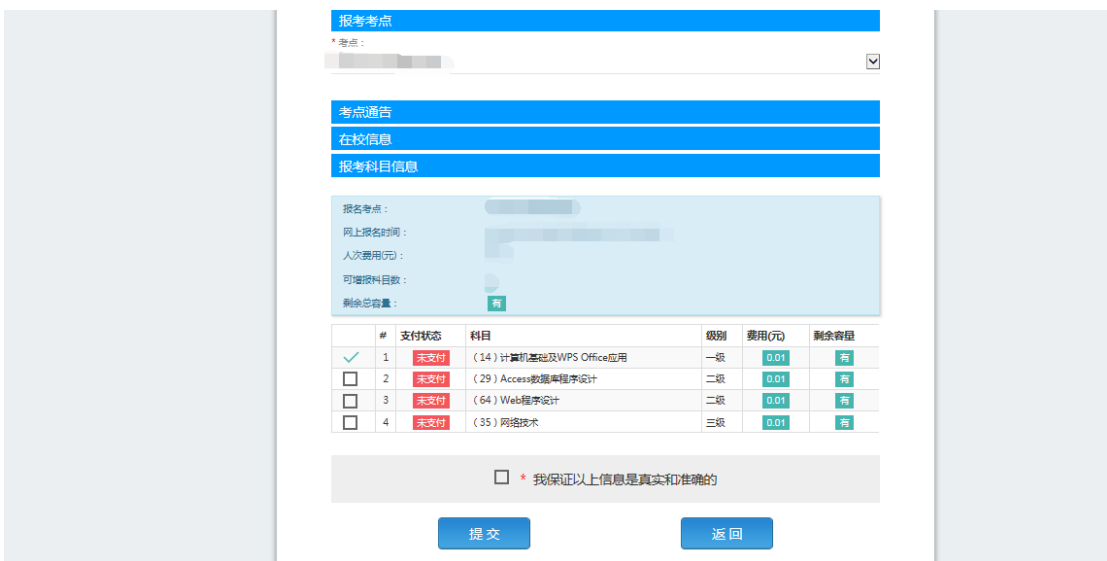 报考考点
* 考点：
考点通告
在校信息
报考科目信息
报名考点：
网上报名时间：
人次费用(元)：
可增报科目数：
剩余总容量： 有
# 支付状态 科目 级别 费用(元) 剩余容量
1 未支付 （14）计算机基础及WPS Office应用 一级 0.01 有
2 未支付 （29）Access数据库程序设计 二级 0.01 有
3 未支付 （64）Web程序设计 二级 0.01 有
4 未支付 （35）网络技术 三级 0.01 有
* 我保证以上信息是真实和准确的
提交 返回